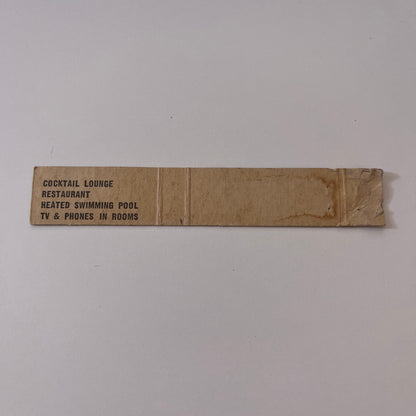 COCKTAIL LOUNGE
RESTAURANT
HEATED SWIMMING POOL
TV & PHONES IN ROOMS